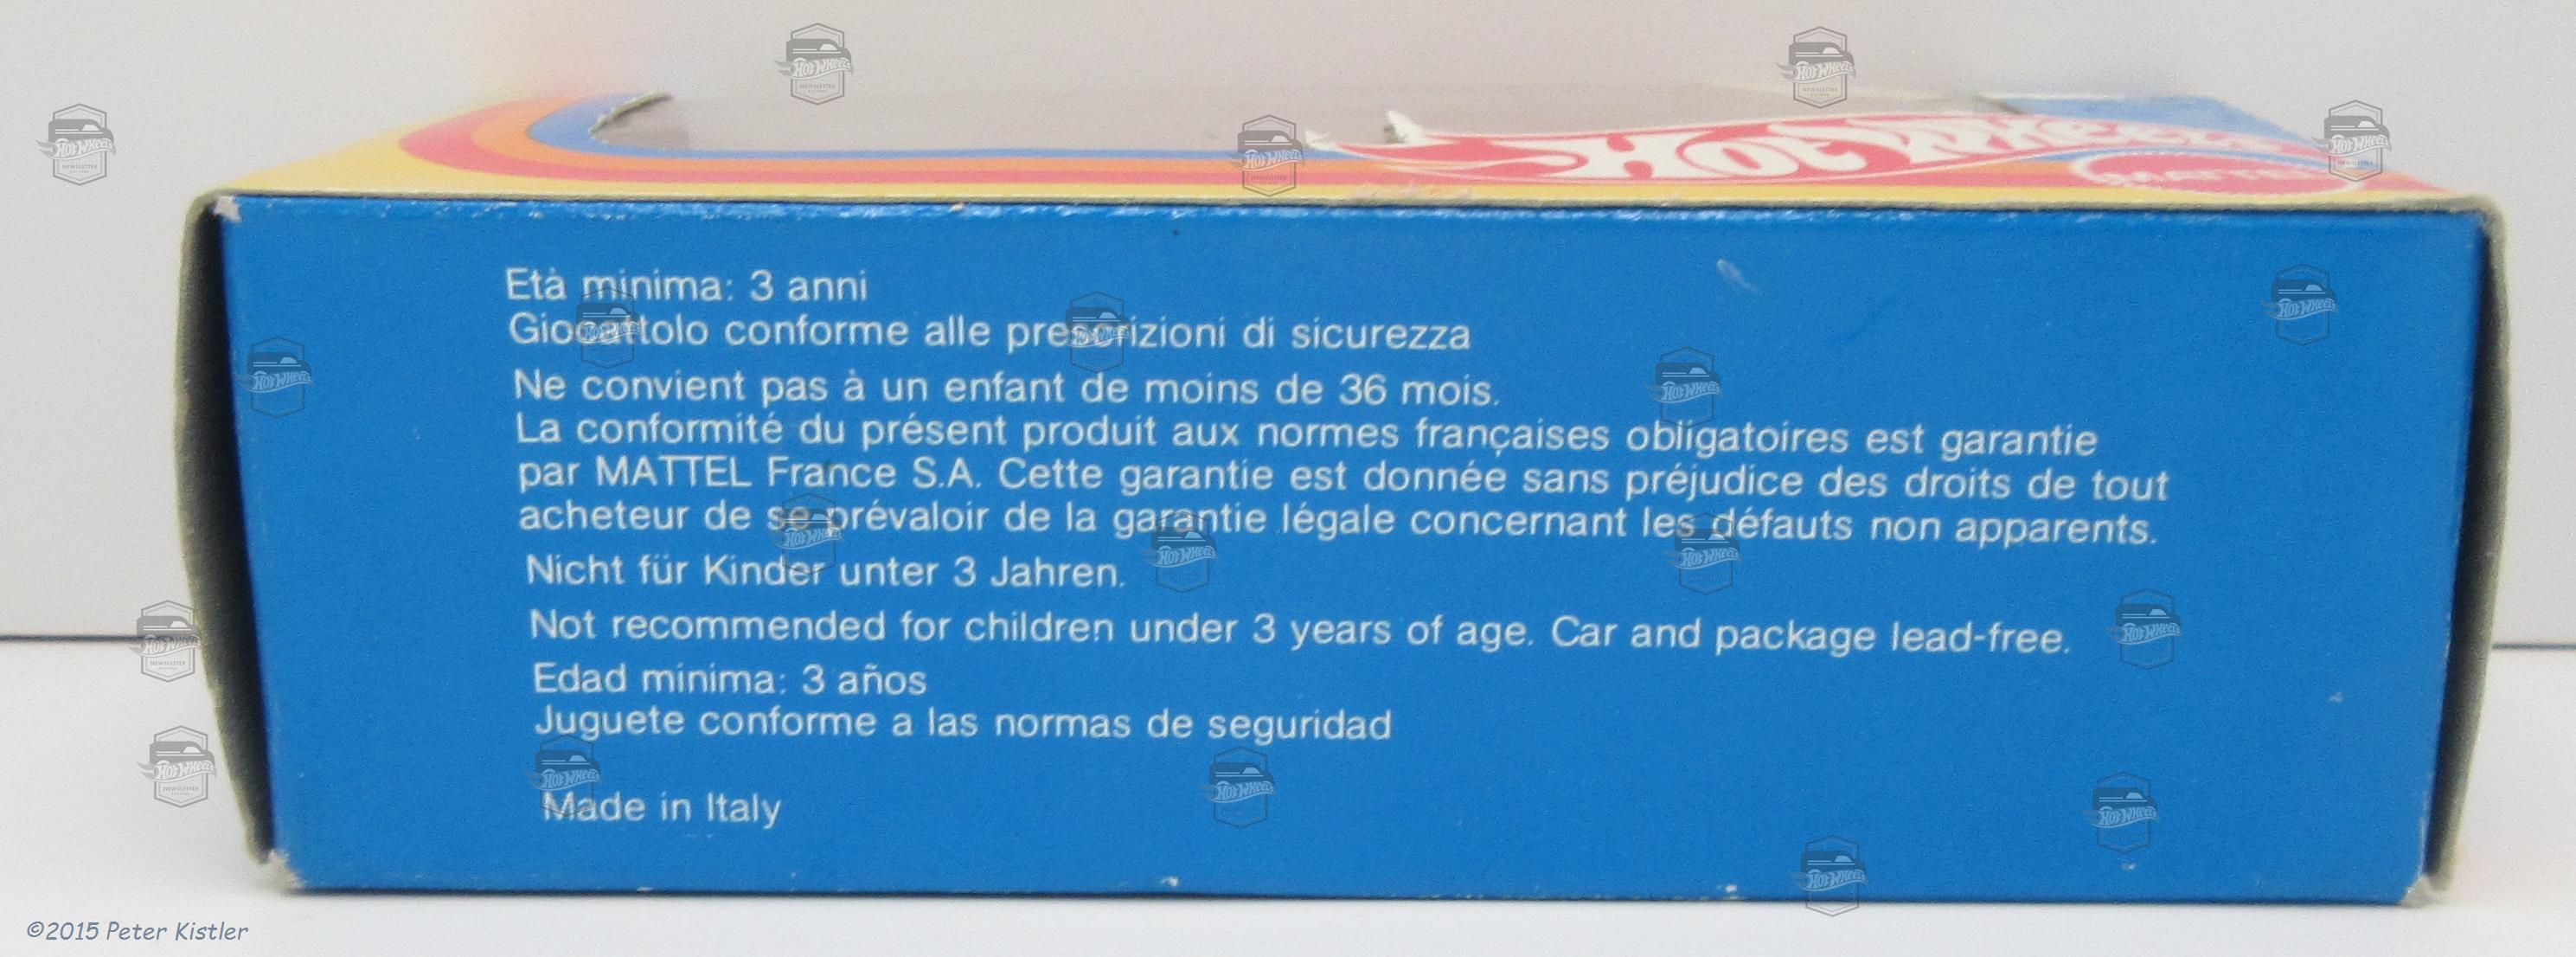 Hot Wheels
MATTEL
Età minima: 3 anni
Giocattolo conforme alle prescrizioni di sicurezza
Ne convient pas à un enfant de moins de 36 mois.
La conformité du présent produit aux normes françaises obligatoires est garantie
par MATTEL France S.A. Cette garantie est donnée sans préjudice des droits de tout
acheteur de se prévaloir de la garantie légale concernant les défauts non apparents.
Nicht für Kinder unter 3 Jahren.
Not recommended for children under 3 years of age. Car and package lead-free.
Edad minima: 3 años
Juguete conforme a las normas de seguridad
Made in Italy
©2015 Peter Kistler